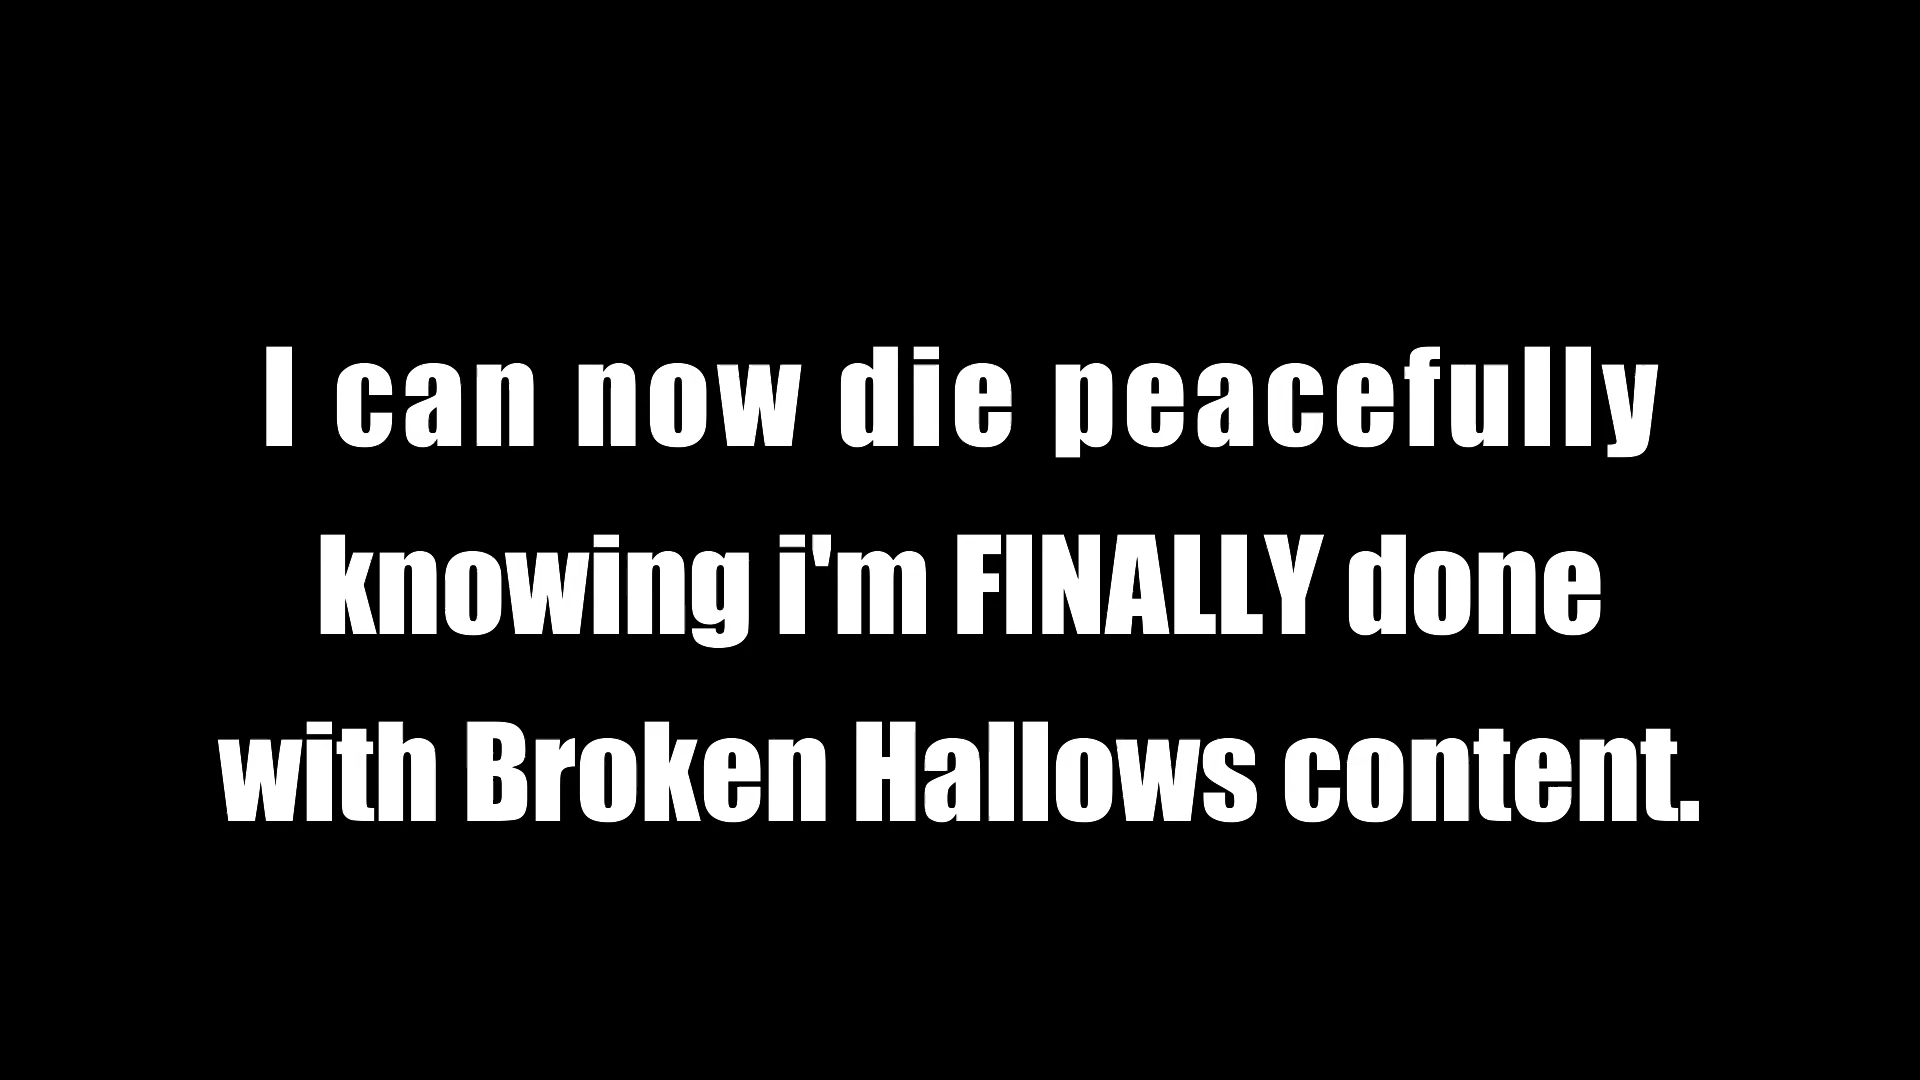 I can now die peacefully
knowing i'm FINALLY done
with Broken Hallows content.